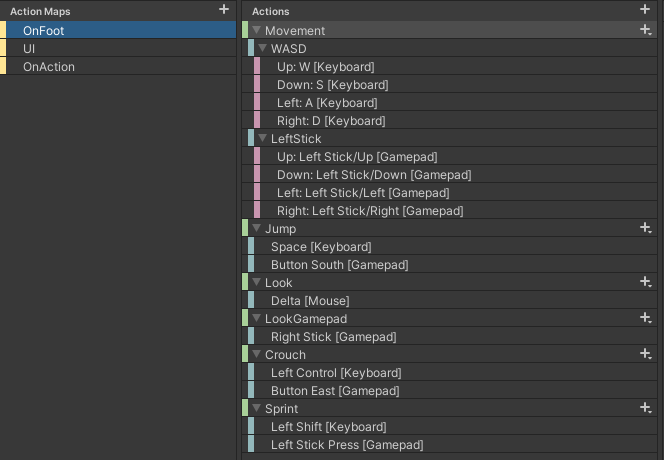 Action Maps
OnFoot
UI
OnAction
Actions
Movement
WASD
Up: W [Keyboard]
Down: S [Keyboard]
Left: A [Keyboard]
Right: D [Keyboard]
LeftStick
Up: Left Stick/Up [Gamepad]
Down: Left Stick/Down [Gamepad]
Left: Left Stick/Left [Gamepad]
Right: Left Stick/Right [Gamepad]
Jump
Space [Keyboard]
Button South [Gamepad]
Look
Delta [Mouse]
LookGamepad
Right Stick [Gamepad]
Crouch
Left Control [Keyboard]
Button East [Gamepad]
Sprint
Left Shift [Keyboard]
Left Stick Press [Gamepad]